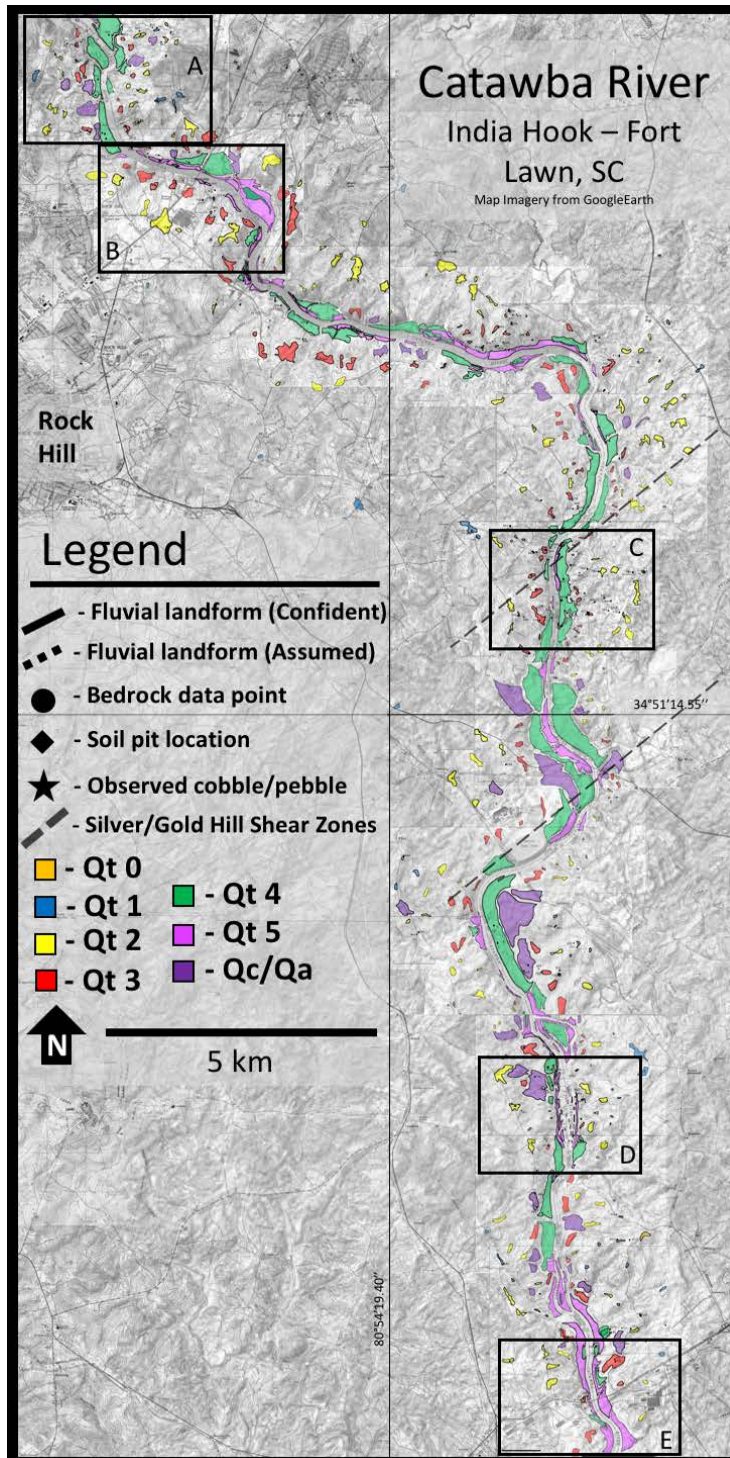 A
Catawba River
India Hook – Fort
Lawn, SC
Map Imagery from GoogleEarth
B
Rock
Hill
C
Legend
- Fluvial landform (Confident)
- Fluvial landform (Assumed)
- Bedrock data point
- Soil pit location
- Observed cobble/pebble
- Silver/Gold Hill Shear Zones
- Qt 0
- Qt 1
- Qt 2
- Qt 3
- Qt 4
- Qt 5
- Qc/Qa
34°51'14.55’’
N
5 km
D
80°54'19.40’’
E